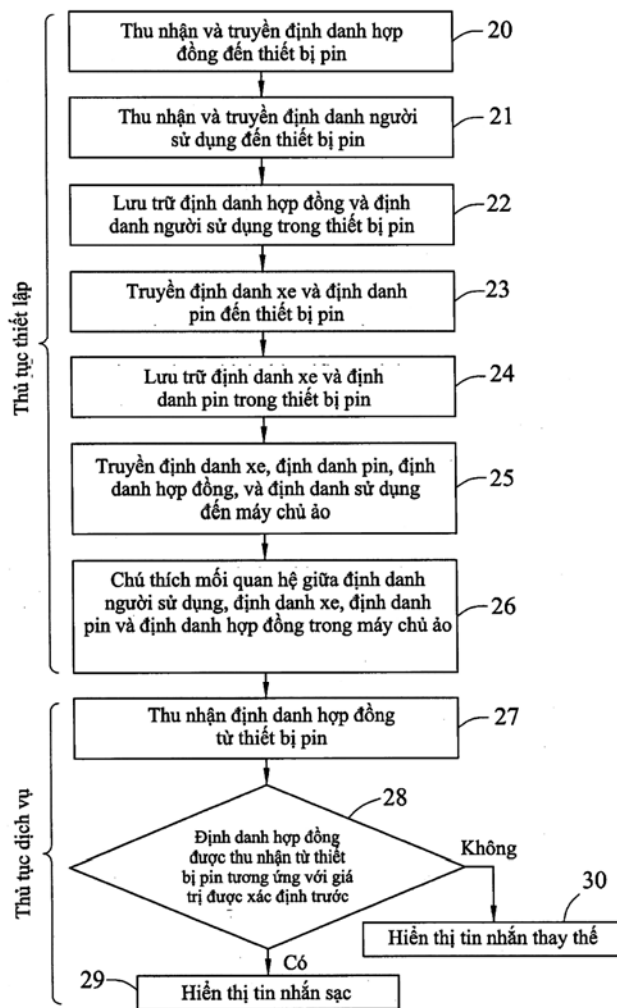 Thu nhận và truyền định danh hợp
đồng đến thiết bị pin
20
Thu nhận và truyền định danh người
sử dụng đến thiết bị pin
21
Lưu trữ định danh hợp đồng và định
danh người sử dụng trong thiết bị pin
22
Truyền định danh xe và định danh
pin đến thiết bị pin
23
Lưu trữ định danh xe và định
danh pin trong thiết bị pin
24
Truyền định danh xe, định danh pin, định
danh hợp đồng, và định danh sử dụng
đến máy chủ ảo
25
Chú thích mối quan hệ giữa định danh
người sử dụng, định danh xe, định danh
pin và định danh hợp đồng trong máy chủ ảo
26
Thủ tục thiết lập
Thu nhận định danh hợp đồng
từ thiết bị pin
27
28
Định danh hợp đồng
được thu nhận từ thiết
bị pin tương ứng với giá
trị được xác định trước
Không
30
Hiển thị tin nhắn thay thế
Có
29
Hiển thị tin nhắn sạc
Thủ tục dịch vụ